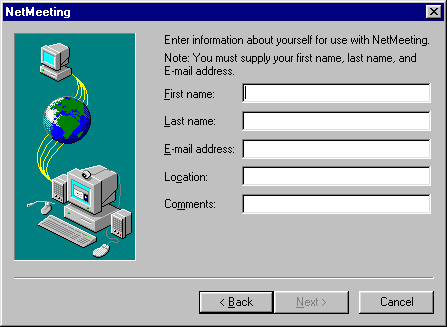 NetMeeting
Enter information about yourself for use with NetMeeting.
Note: You must supply your first name, last name, and
E-mail address.
First name:
Last name:
E-mail address:
Location:
Comments:
< Back
Next >
Cancel